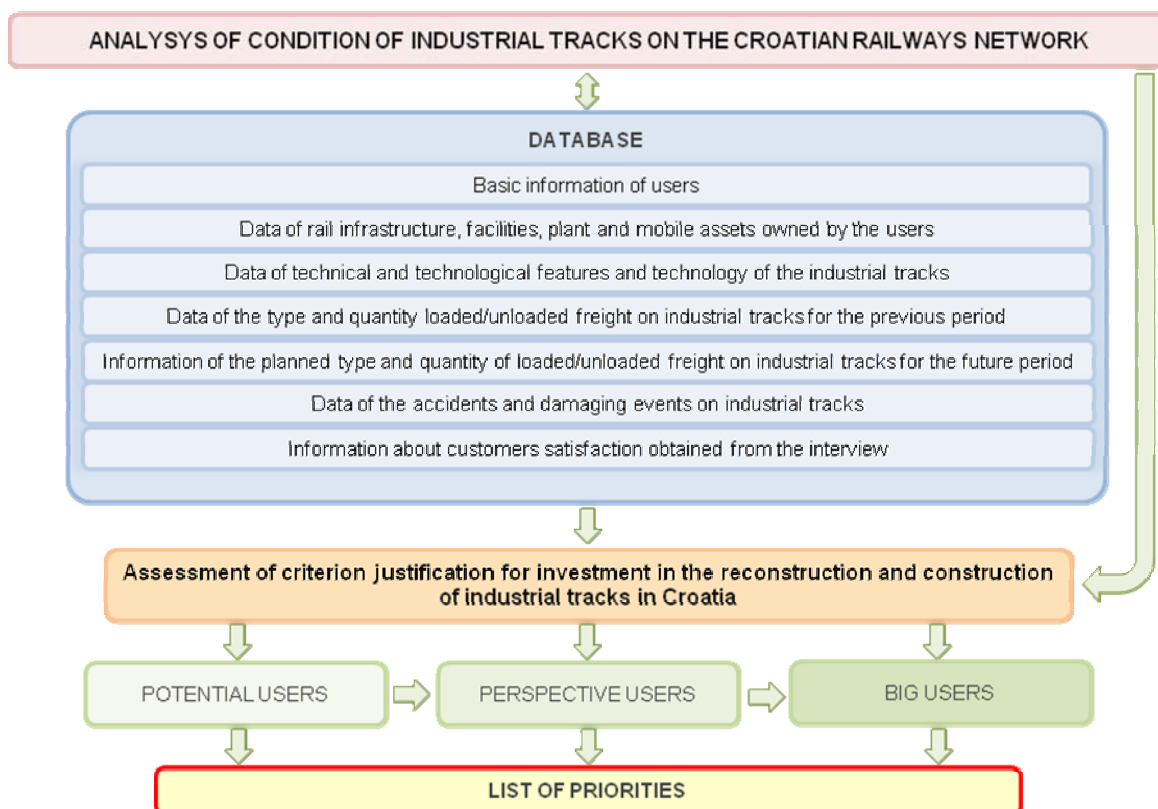 ANALYSYS OF CONDITION OF INDUSTRIAL TRACKS ON THE CROATIAN RAILWAYS NETWORK
DATABASE
Basic information of users
Data of rail infrastructure, facilities, plant and mobile assets owned by the users
Data of technical and technological features and technology of the industrial tracks
Data of the type and quantity loaded/unloaded freight on industrial tracks for the previous period
Information of the planned type and quantity of loaded/unloaded freight on industrial tracks for the future period
Data of the accidents and damaging events on industrial tracks
Information about customers satisfaction obtained from the interview
Assessment of criterion justification for investment in the reconstruction and construction
of industrial tracks in Croatia
POTENTIAL USERS
PERSPECTIVE USERS
BIG USERS
LIST OF PRIORITIES